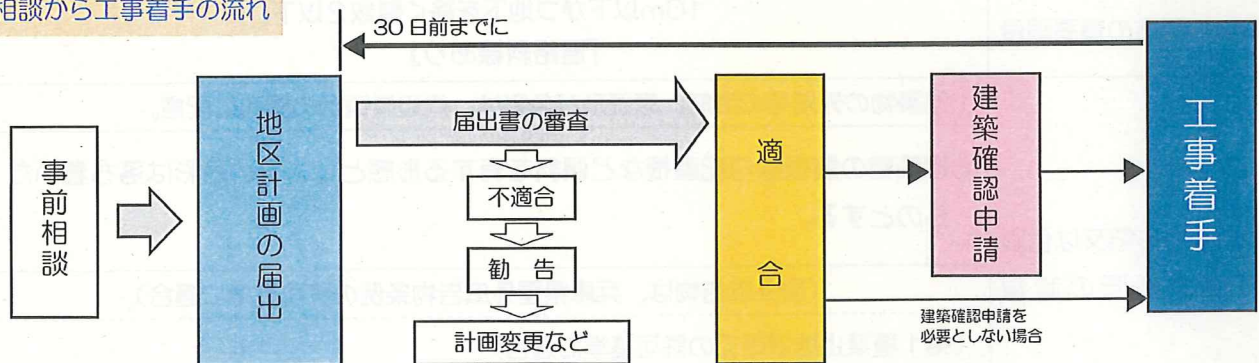 相談から工事着手の流れ
30日前までに
事前相談
地区計画の届出
届出書の審査
不適合
勧告
計画変更など
適合
建築確認申請
建築確認申請を
必要としない場合
工事着手